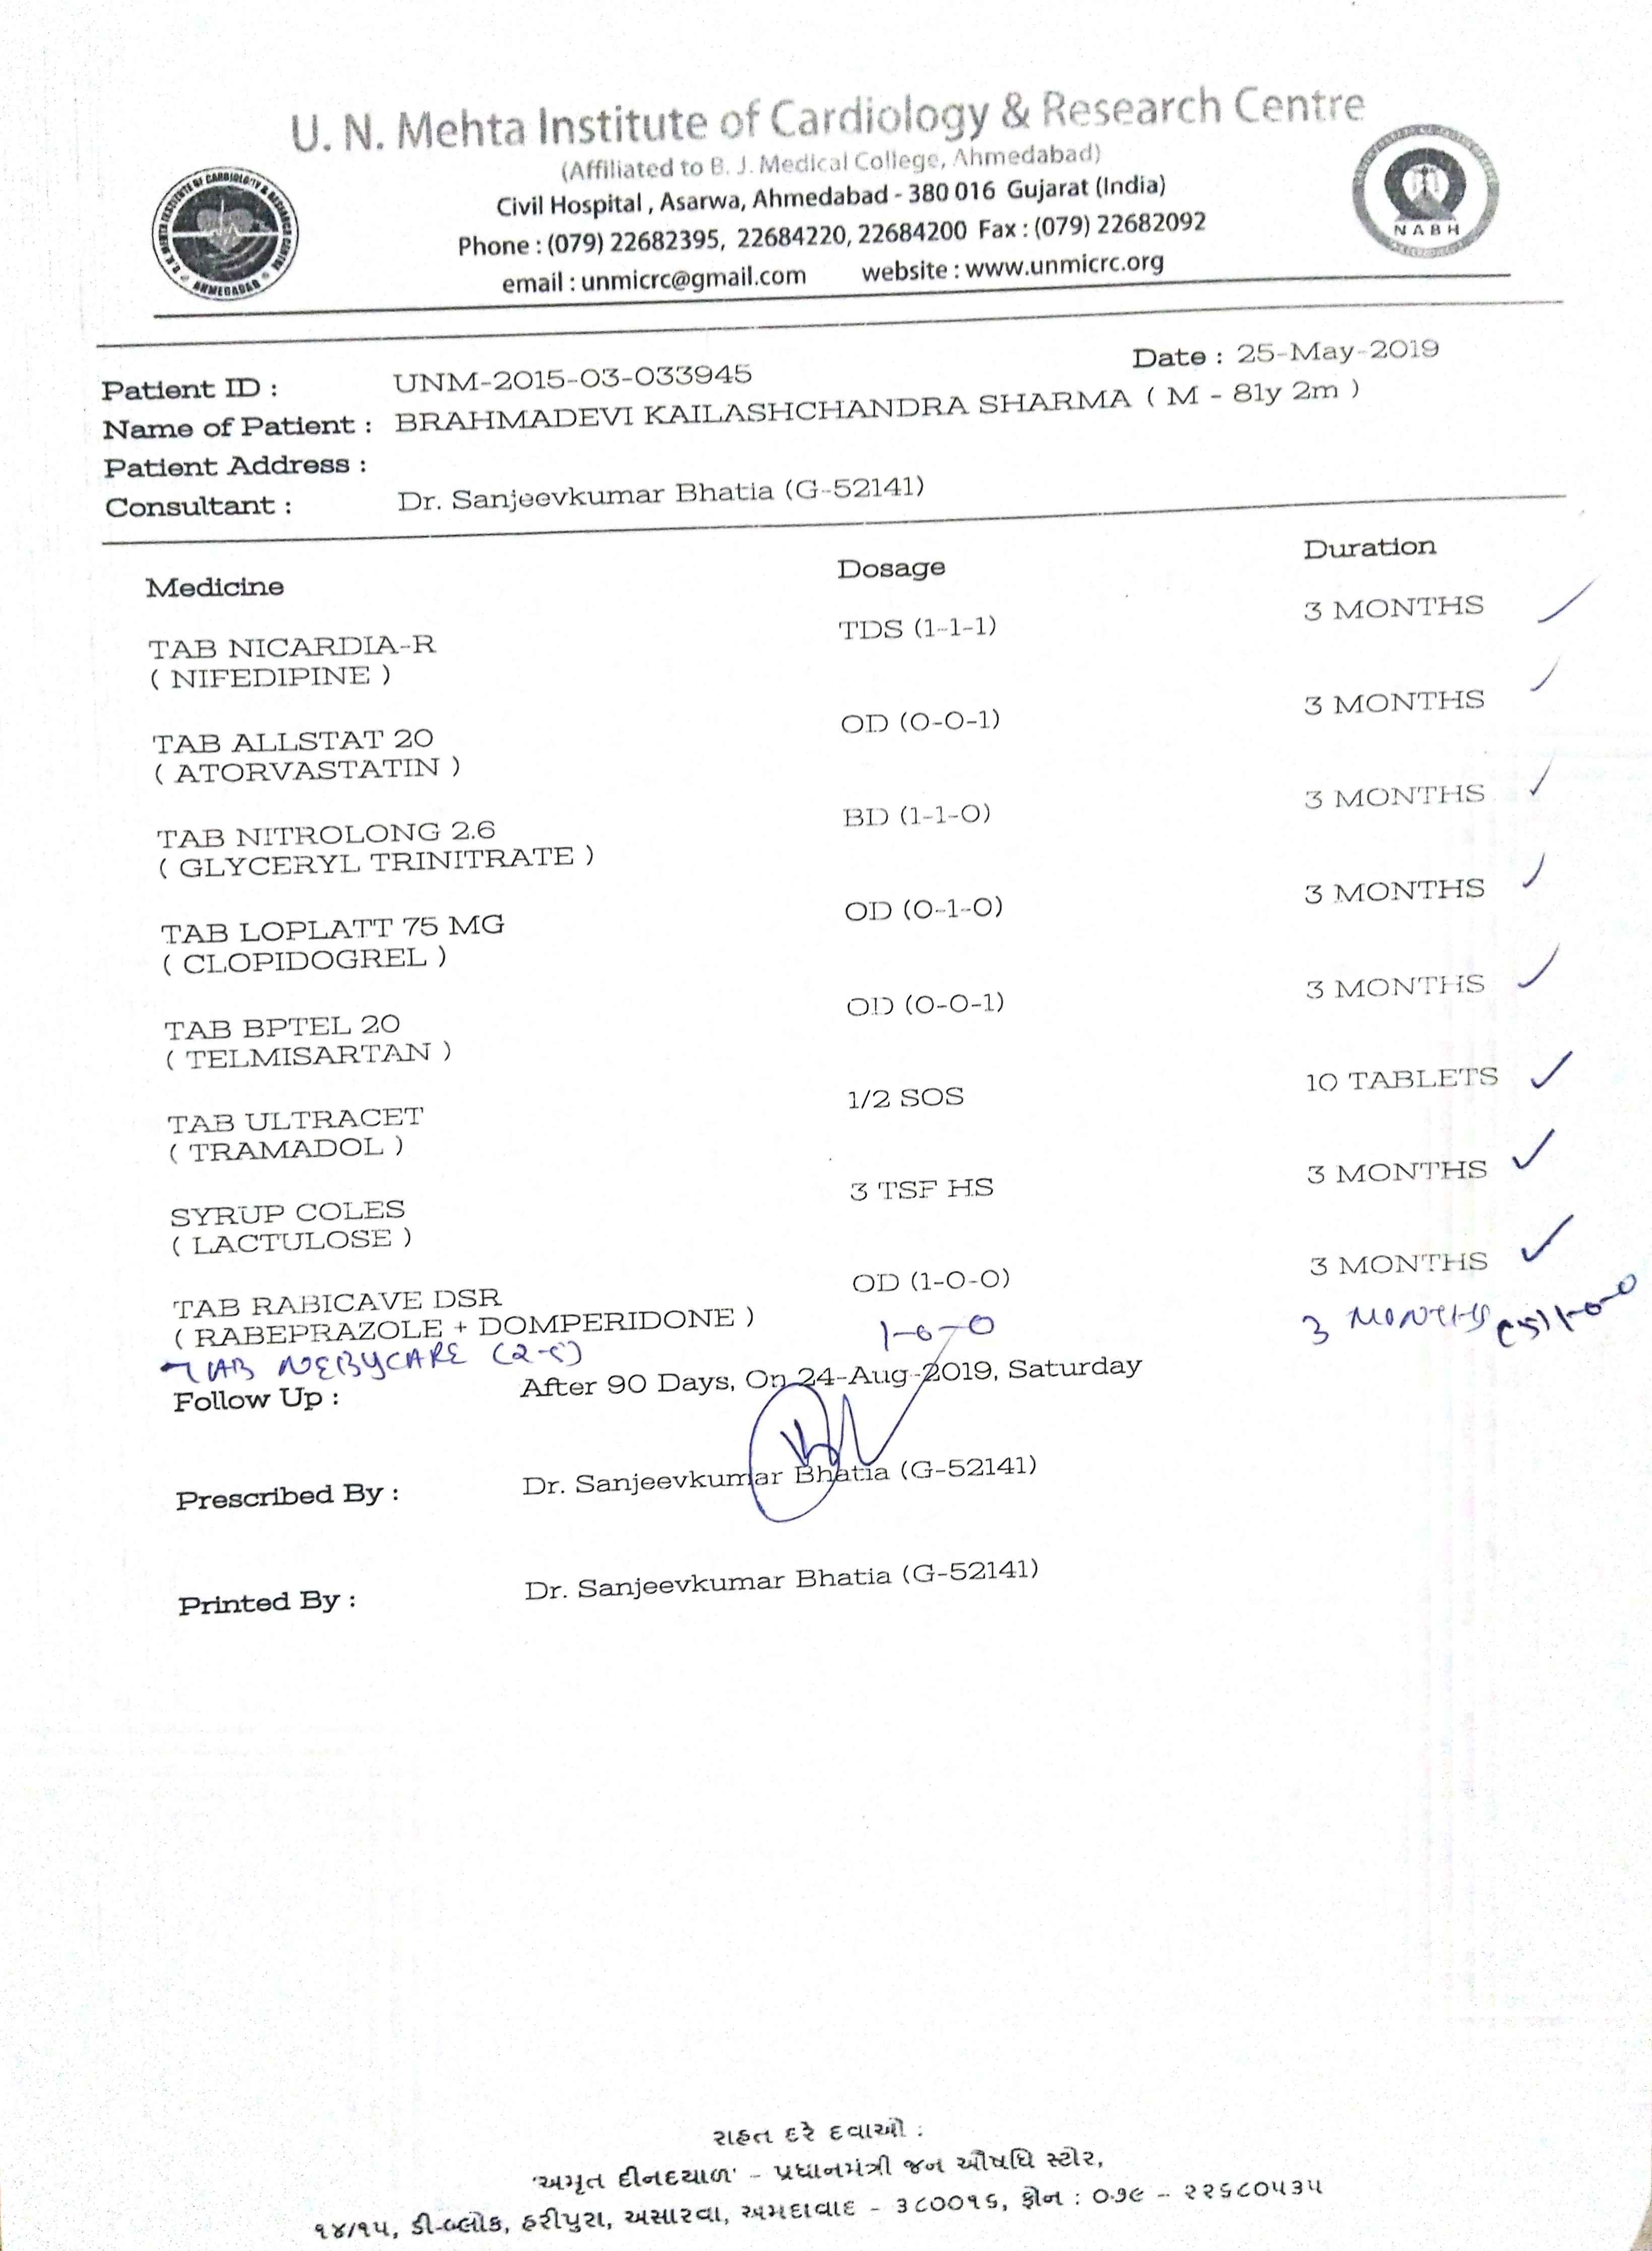 U. N. Mehta Institute of Cardiology & Research Centre
(Affiliated to B. J. Medical College, Ahmedabad)
Civil Hospital , Asarwa, Ahmedabad - 380 016 Gujarat (India)
Phone : (079) 22682395, 22684220, 22684200 Fax : (079) 22682092
email : unmicrc@gmail.com website : www.unmicrc.org
U. N. MEHTA INSTITUTE OF CARDIOLOGY & RESEARCH CENTRE
AHMEDABAD
NABH
Patient ID : UNM-2015-03-033945 Date : 25-May-2019
Name of Patient : BRAHMADEVI KAILASHCHANDRA SHARMA ( M - 81y 2m )
Patient Address :
Consultant : Dr. Sanjeevkumar Bhatia (G-52141)
Medicine Dosage Duration
TAB NICARDIA-R TDS (1-1-1) 3 MONTHS
( NIFEDIPINE )
TAB ALLSTAT 20 OD (0-0-1) 3 MONTHS
( ATORVASTATIN )
TAB NITROLONG 2.6 BD (1-1-0) 3 MONTHS
( GLYCERYL TRINITRATE )
TAB LOPLATT 75 MG OD (0-1-0) 3 MONTHS
( CLOPIDOGREL )
TAB BPTEL 20 OD (0-0-1) 3 MONTHS
( TELMISARTAN )
TAB ULTRACET 1/2 SOS 10 TABLETS
( TRAMADOL )
SYRUP COLES 3 TSF HS 3 MONTHS
( LACTULOSE )
TAB RABICAVE DSR OD (1-0-0) 3 MONTHS
( RABEPRAZOLE + DOMPERIDONE )
TAB NEBYCARE (2-5) 1-0-0 3 MONTHS (5) 1-0-0
Follow Up : After 90 Days, On 24-Aug-2019, Saturday
Prescribed By : Dr. Sanjeevkumar Bhatia (G-52141)
Printed By : Dr. Sanjeevkumar Bhatia (G-52141)
રાહત દરે દવાઓ :
'અમૃત દીનદયાળ' - પ્રધાનમંત્રી જન ઔષધિ સ્ટોર,
૧૪/૧૫, ડી-બ્લોક, હરીપુરા, અસારવા, અમદાવાદ - ૩૮૦૦૧૬, ફોન : ૦૭૯ - ૨૨૬૮૦૫૩૫